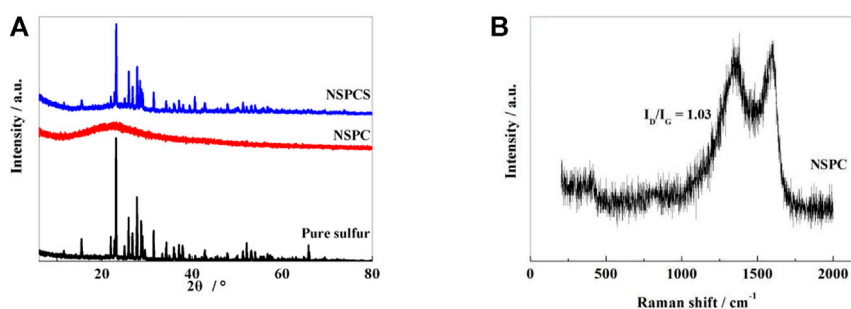 A
Intensity / a.u.
NSPCS
NSPC
Pure sulfur
20 40 60 80
2θ / °
B
Intensity / a.u.
I_D/I_G = 1.03
NSPC
0 500 1000 1500 2000
Raman shift / cm⁻¹